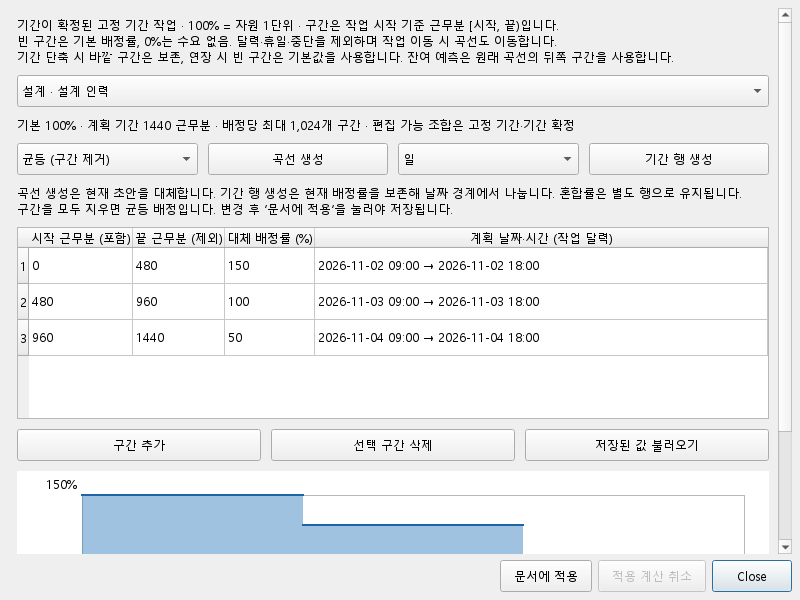 기간이 확정된 고정 기간 작업 · 100% = 자원 1단위 · 구간은 작업 시작 기준 근무분 [시작, 끝)입니다.
빈 구간은 기본 배정률, 0%는 수요 없음. 달력·휴일·중단을 제외하며 작업 이동 시 곡선도 이동합니다.
기간 단축 시 바깥 구간은 보존, 연장 시 빈 구간은 기본값을 사용합니다. 잔여 예측은 원래 곡선의 뒤쪽 구간을 사용합니다.
설계 · 설계 인력
기본 100% · 계획 기간 1440 근무분 · 배정당 최대 1,024개 구간 · 편집 가능 조합은 고정 기간·기간 확정
균등 (구간 제거) 곡선 생성 일 기간 행 생성
곡선 생성은 현재 초안을 대체합니다. 기간 행 생성은 현재 배정률을 보존해 날짜 경계에서 나눕니다. 혼합률은 별도 행으로 유지됩니다.
구간을 모두 지우면 균등 배정입니다. 변경 후 ‘문서에 적용’을 눌러야 저장됩니다.
시작 근무분 (포함) 끝 근무분 (제외) 대체 배정률 (%) 계획 날짜·시간 (작업 달력)
1 0 480 150 2026-11-02 09:00 → 2026-11-02 18:00
2 480 960 100 2026-11-03 09:00 → 2026-11-03 18:00
3 960 1440 50 2026-11-04 09:00 → 2026-11-04 18:00
구간 추가 선택 구간 삭제 저장된 값 불러오기
150%
문서에 적용 적용 계산 취소 Close